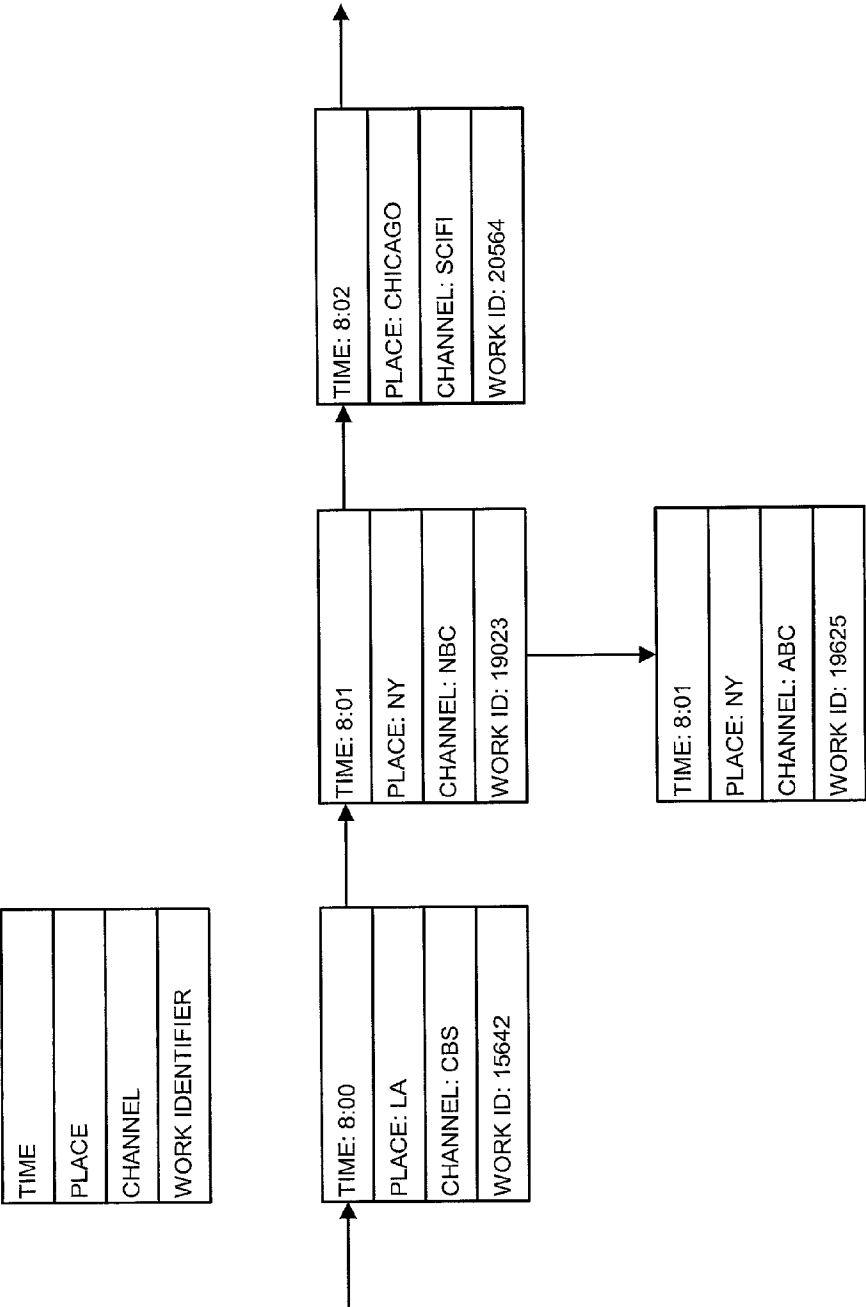 TIME
PLACE
CHANNEL
WORK IDENTIFIER
TIME: 8:00
PLACE: LA
CHANNEL: CBS
WORK ID: 15642
TIME: 8:01
PLACE: NY
CHANNEL: NBC
WORK ID: 19023
TIME: 8:02
PLACE: CHICAGO
CHANNEL: SCIFI
WORK ID: 20564
TIME: 8:01
PLACE: NY
CHANNEL: ABC
WORK ID: 19625